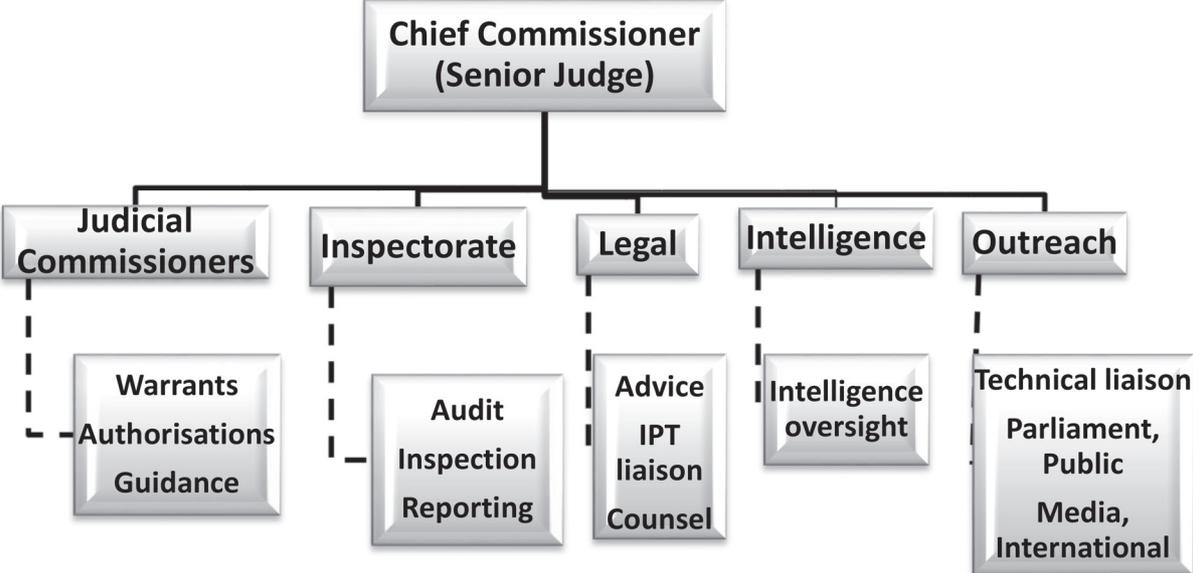 Chief Commissioner
(Senior Judge)
Judicial
Commissioners
Inspectorate
Legal
Intelligence
Outreach
Warrants
Authorisations
Guidance
Audit
Inspection
Reporting
Advice
IPT
liaison
Counsel
Intelligence
oversight
Technical liaison
Parliament,
Public
Media,
International